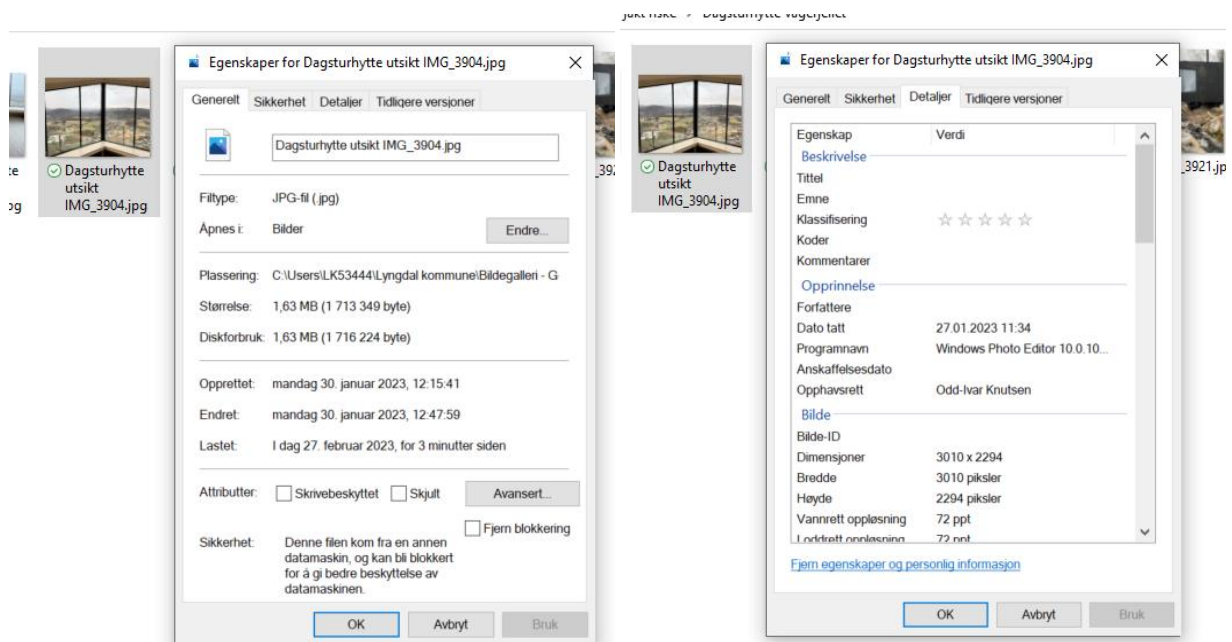 Egenskaper for Dagsturhytte utsikt IMG_3904.jpg
Generelt Sikkerhet Detaljer Tidligere versjoner
Dagsturhytte utsikt IMG_3904.jpg
Dagsturhytte
utsikt
IMG_3904.jpg
Filtype: JPG-fil (.jpg)
Åpnes i: Bilder Endre...
Plassering: C:\Users\LK53444\Lyngdal kommune\Bildegalleri - G
Størrelse: 1,63 MB (1 713 349 byte)
Diskforbruk: 1,63 MB (1 716 224 byte)
Opprettet: mandag 30. januar 2023, 12:15:41
Endret: mandag 30. januar 2023, 12:47:59
Lastet: I dag 27. februar 2023, for 3 minutter siden
Attributter: Skrivebeskyttet Skjult Avansert...
Fjern blokkering
Sikkerhet: Denne filen kom fra en annen
datamaskin, og kan bli blokkert
for å gi bedre beskyttelse av
datamaskinen.
OK Avbryt Bruk
Egenskaper for Dagsturhytte utsikt IMG_3904.jpg
Generelt Sikkerhet Detaljer Tidligere versjoner
Dagsturhytte
utsikt
IMG_3904.jpg
_3921.jp
Egenskap Verdi
Beskrivelse
Tittel
Emne
Klassifisering
Koder
Kommentarer
Opprinnelse
Forfattere
Dato tatt 27.01.2023 11:34
Programnavn Windows Photo Editor 10.0.10...
Anskaffelsesdato
Opphavsrett Odd-Ivar Knutsen
Bilde
Bilde-ID
Dimensjoner 3010 x 2294
Bredde 3010 piksler
Høyde 2294 piksler
Vannrett oppløsning 72 ppt
Loddrett oppløsning 72 ppt
Fjern egenskaper og personlig informasjon
OK Avbryt Bruk